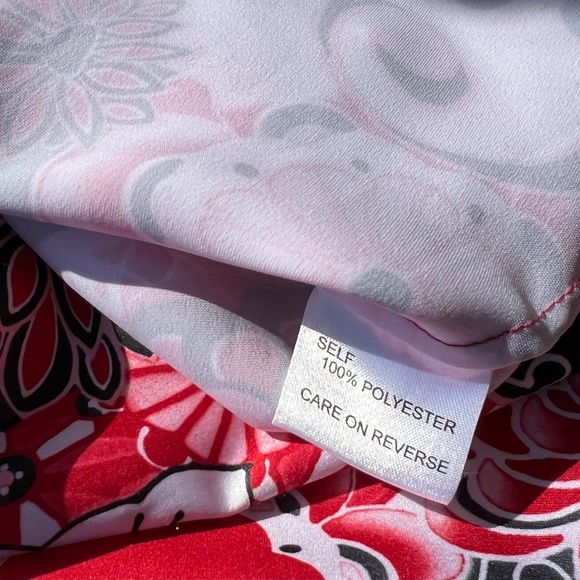 SELF
100% POLYESTER
CARE ON REVERSE